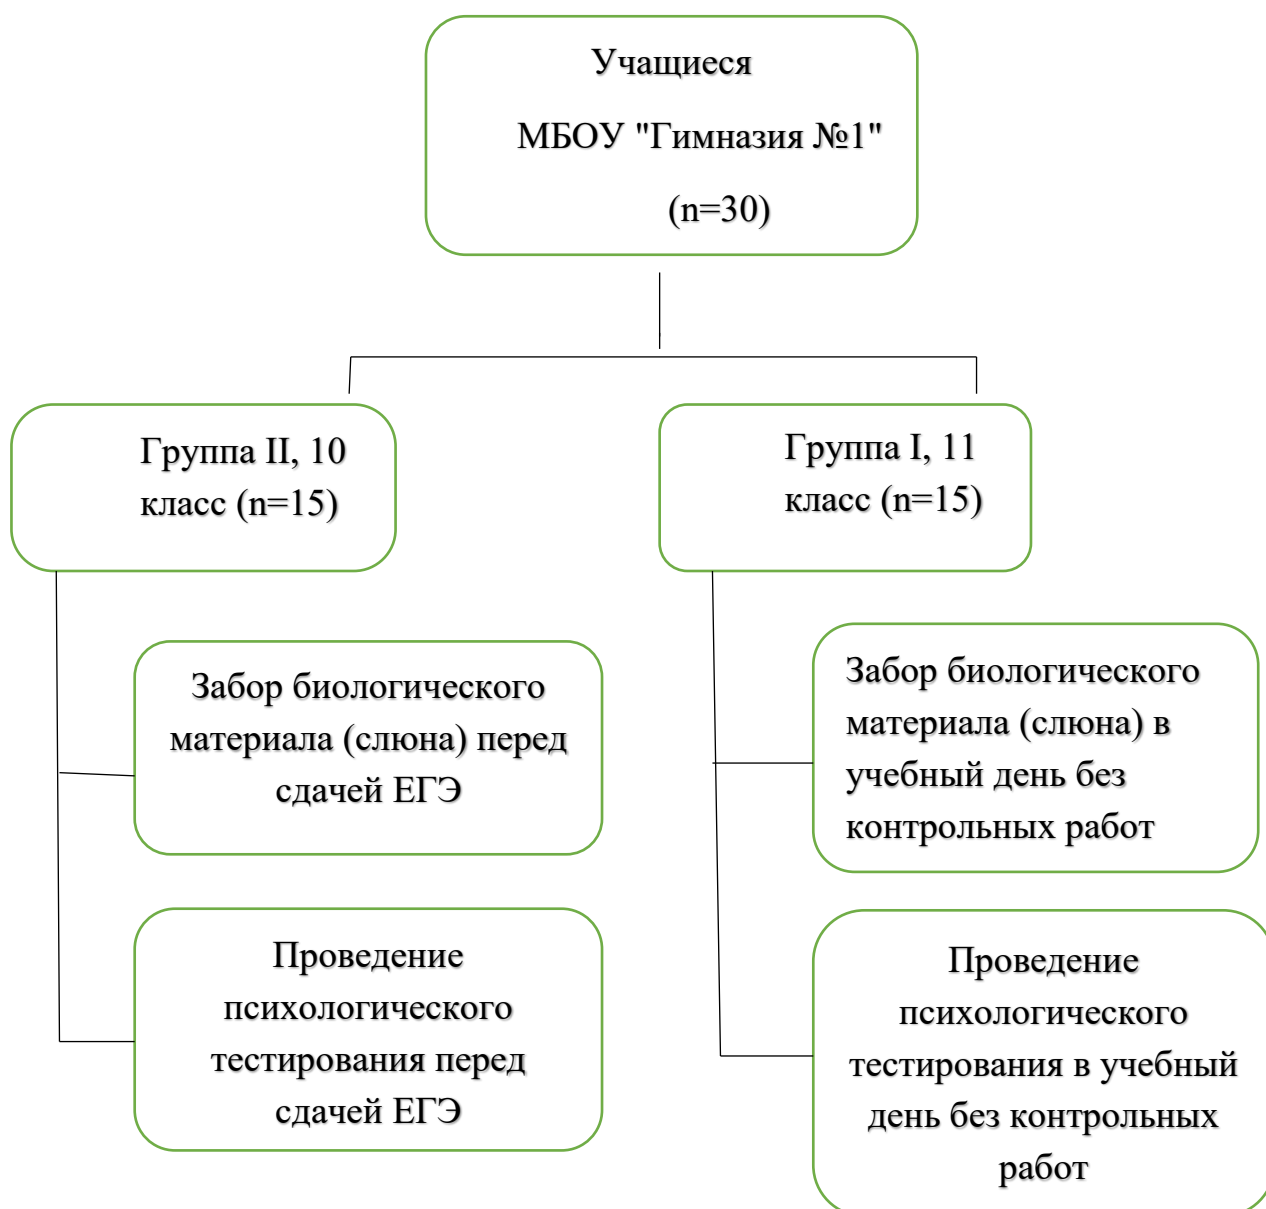 Учащиеся
МБОУ "Гимназия №1"
(n=30)
Группа II, 10
класс (n=15)
Группа I, 11
класс (n=15)
Забор биологического
материала (слюна) перед
сдачей ЕГЭ
Забор биологического
материала (слюна) в
учебный день без
контрольных работ
Проведение
психологического
тестирования перед
сдачей ЕГЭ
Проведение
психологического
тестирования в учебный
день без контрольных
работ